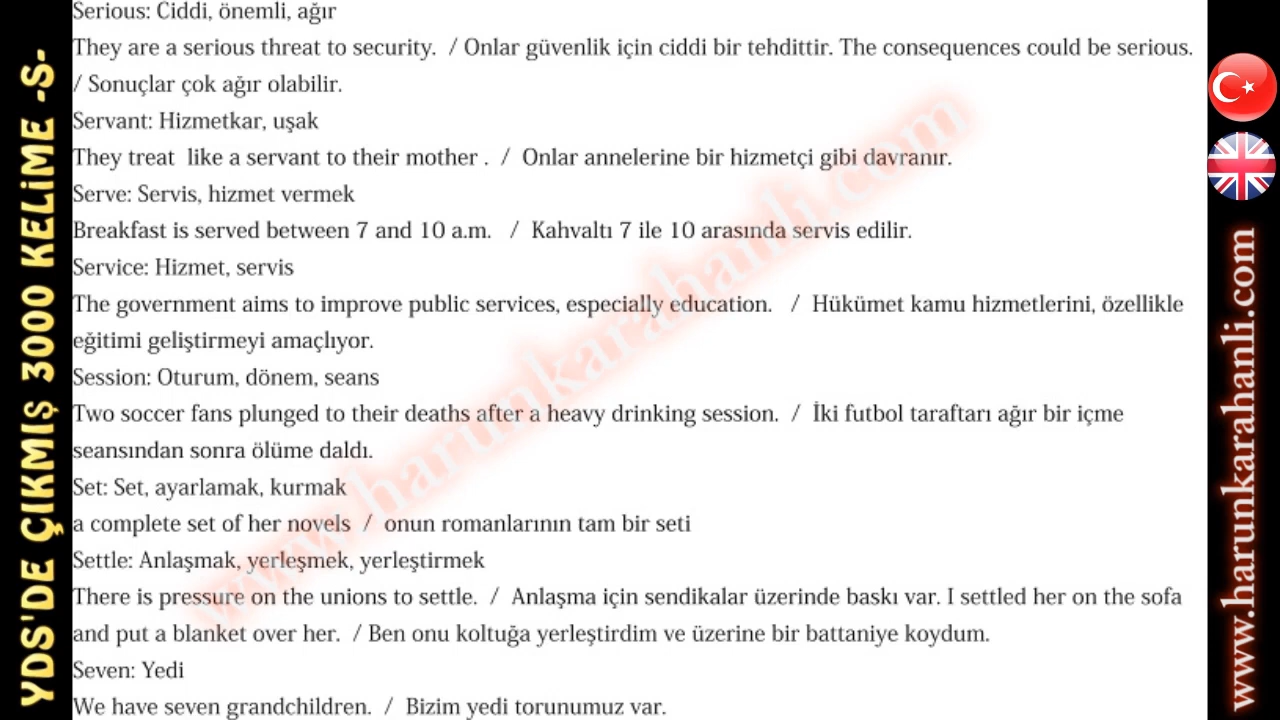 YDS'DE ÇIKMIŞ 3000 KELİME -S-
Serious: Ciddi, önemli, ağır
They are a serious threat to security.  / Onlar güvenlik için ciddi bir tehdittir. The consequences could be serious.
/ Sonuçlar çok ağır olabilir.
Servant: Hizmetkar, uşak
They treat  like a servant to their mother .  /  Onlar annelerine bir hizmetçi gibi davranır.
Serve: Servis, hizmet vermek
Breakfast is served between 7 and 10 a.m.   /  Kahvaltı 7 ile 10 arasında servis edilir.
Service: Hizmet, servis
The government aims to improve public services, especially education.   /  Hükümet kamu hizmetlerini, özellikle
eğitimi geliştirmeyi amaçlıyor.
Session: Oturum, dönem, seans
Two soccer fans plunged to their deaths after a heavy drinking session.  /  İki futbol taraftarı ağır bir içme
seansından sonra ölüme daldı.
Set: Set, ayarlamak, kurmak
a complete set of her novels  /  onun romanlarının tam bir seti
Settle: Anlaşmak, yerleşmek, yerleştirmek
There is pressure on the unions to settle.  /  Anlaşma için sendikalar üzerinde baskı var. I settled her on the sofa
and put a blanket over her.  / Ben onu koltuğa yerleştirdim ve üzerine bir battaniye koydum.
Seven: Yedi
We have seven grandchildren.  /  Bizim yedi torunumuz var.
www.harunkarahanli.com
www.harunkarahanli.com